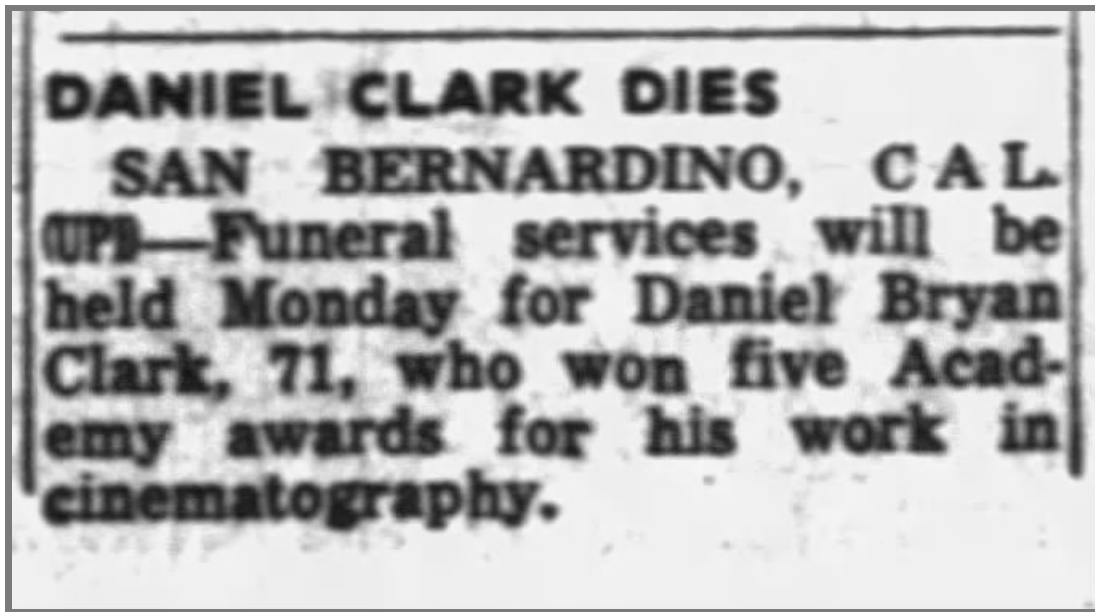 DANIEL CLARK DIES
SAN BERNARDINO, CAL.
(UPI)—Funeral services will be
held Monday for Daniel Bryan
Clark, 71, who won five Acad-
emy awards for his work in
cinematography.